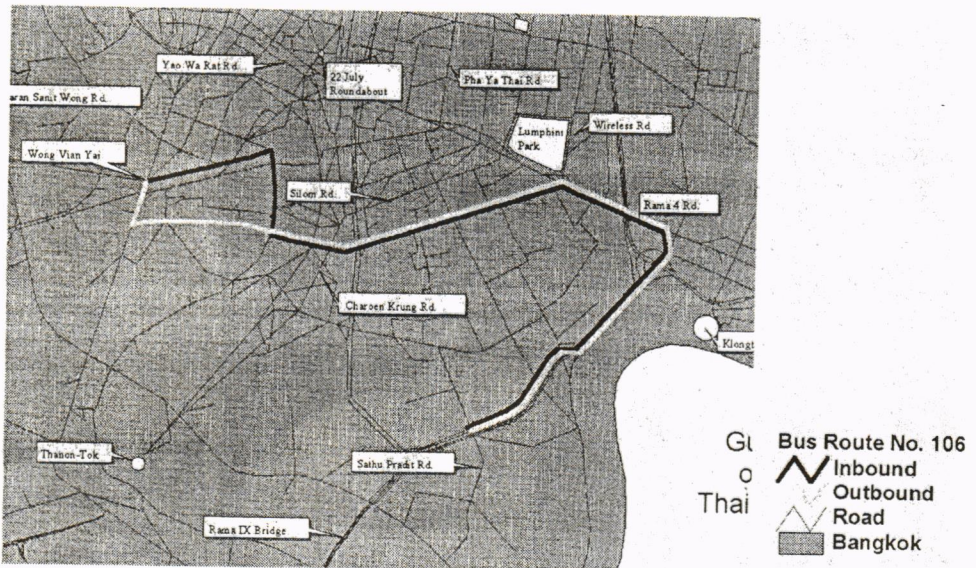 Yao Wa Rat Rd.
22 July
Roundabout
Pha Ya Thai Rd.
aran Sanit Wong Rd.
Lumphini
Park
Wireless Rd
Wong Vian Yai
Silom Rd.
Rama 4 Rd.
Charoen Krung Rd.
Klongt
Thanon-Tok
Sathu Pradit Rd.
Rama IX Bridge
Gu
o
Thai
Bus Route No. 106
Inbound
Outbound
Road
Bangkok